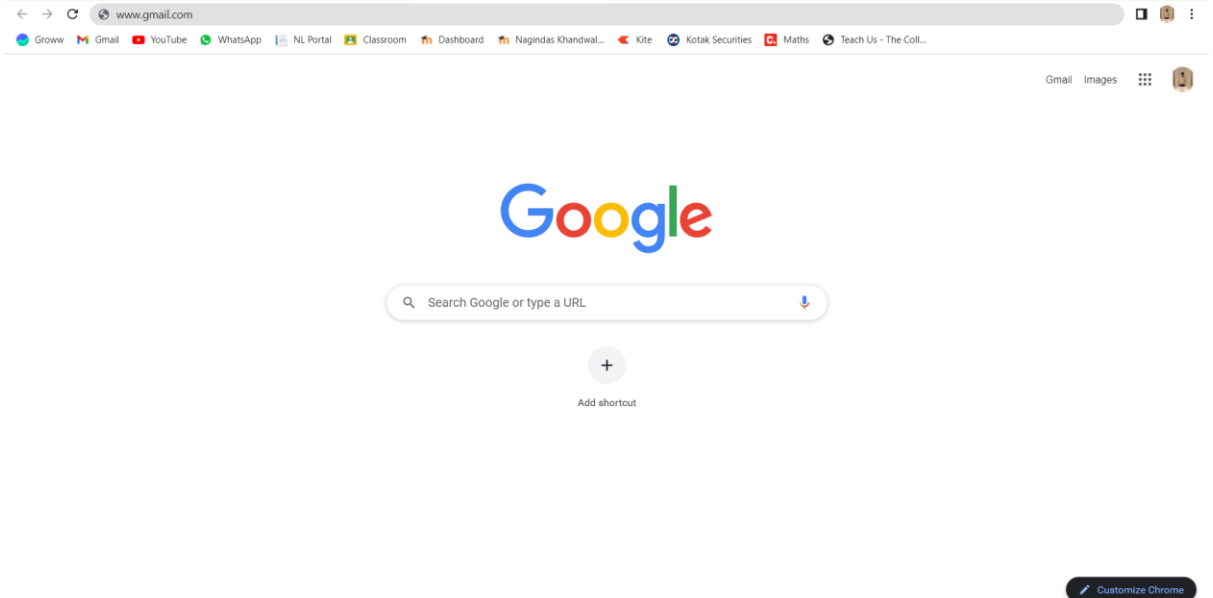 www.gmail.com
Groww Gmail YouTube WhatsApp NL Portal Classroom Dashboard Nagindas Khandwal... Kite Kotak Securities C. Maths Teach Us - The Coll...
Gmail Images
Google
Search Google or type a URL
Add shortcut
Customize Chrome